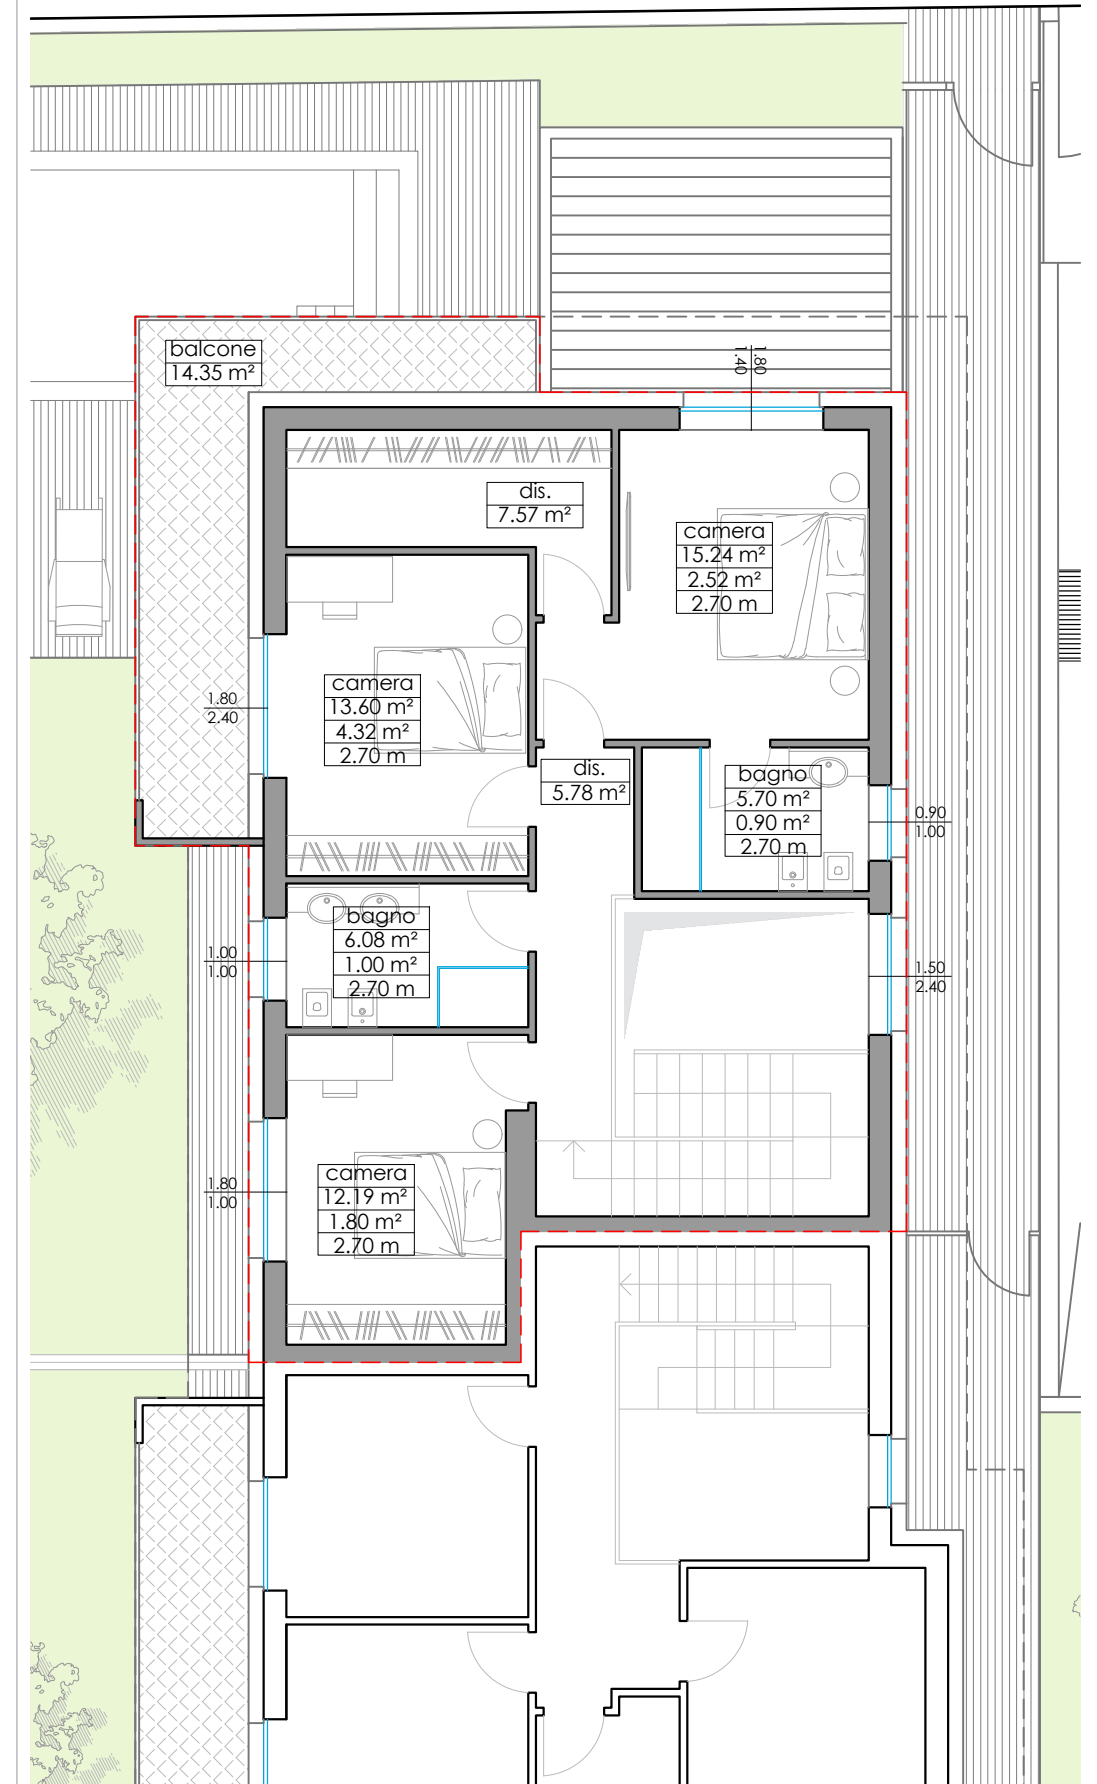 balcone
14.35 m²
1.80
1.40
dis.
7.57 m²
camera
15.24 m²
2.52 m²
2.70 m
camera
13.60 m²
4.32 m²
2.70 m
1.80
2.40
dis.
5.78 m²
bagno
5.70 m²
0.90 m²
2.70 m
0.90
1.00
bagno
6.08 m²
1.00 m²
2.70 m
1.00
1.00
1.50
2.40
camera
12.19 m²
1.80 m²
2.70 m
1.80
1.00